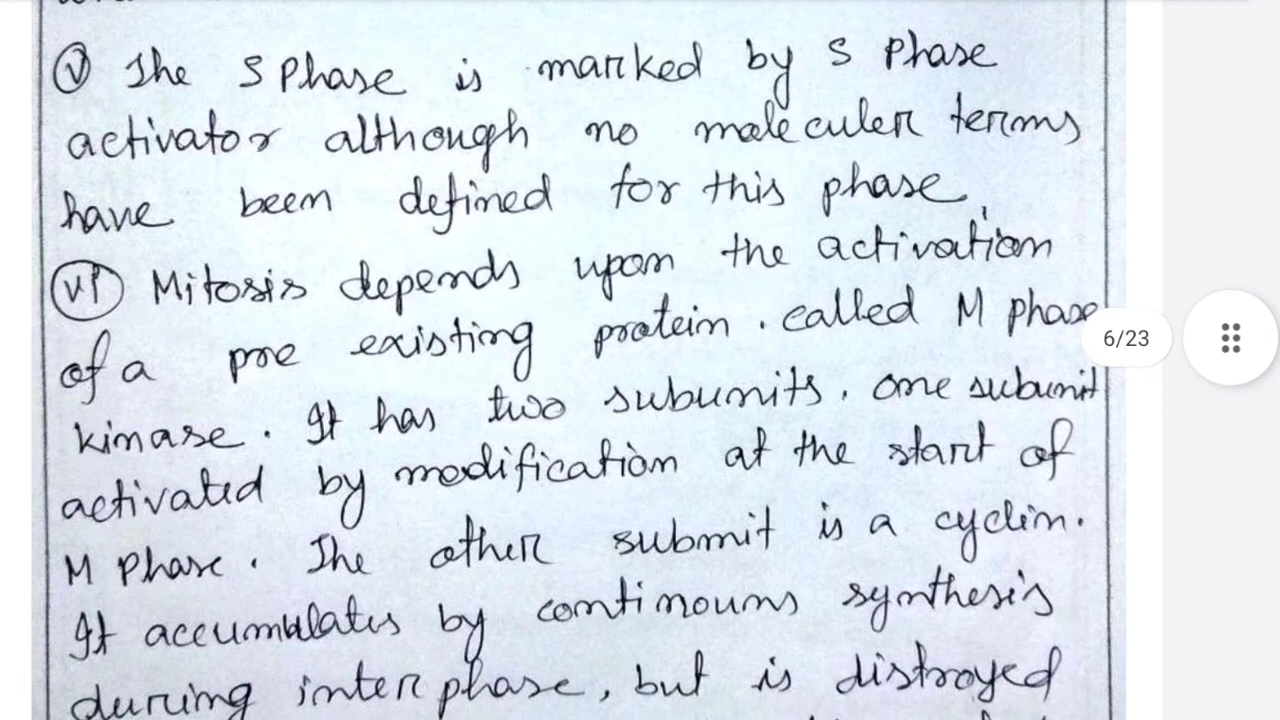 (v) The S Phase is marked by S Phase
activator although no moleculer terms
have been defined for this phase,
(vi) Mitosis depends upon the activation
of a pre existing protein. called M phase
kinase. It has two subunits. One subunit
activated by modification at the start of
M Phase. The other submit is a cyclin.
It accumulates by continouns synthesis
during interphase, but is distroyed
6/23